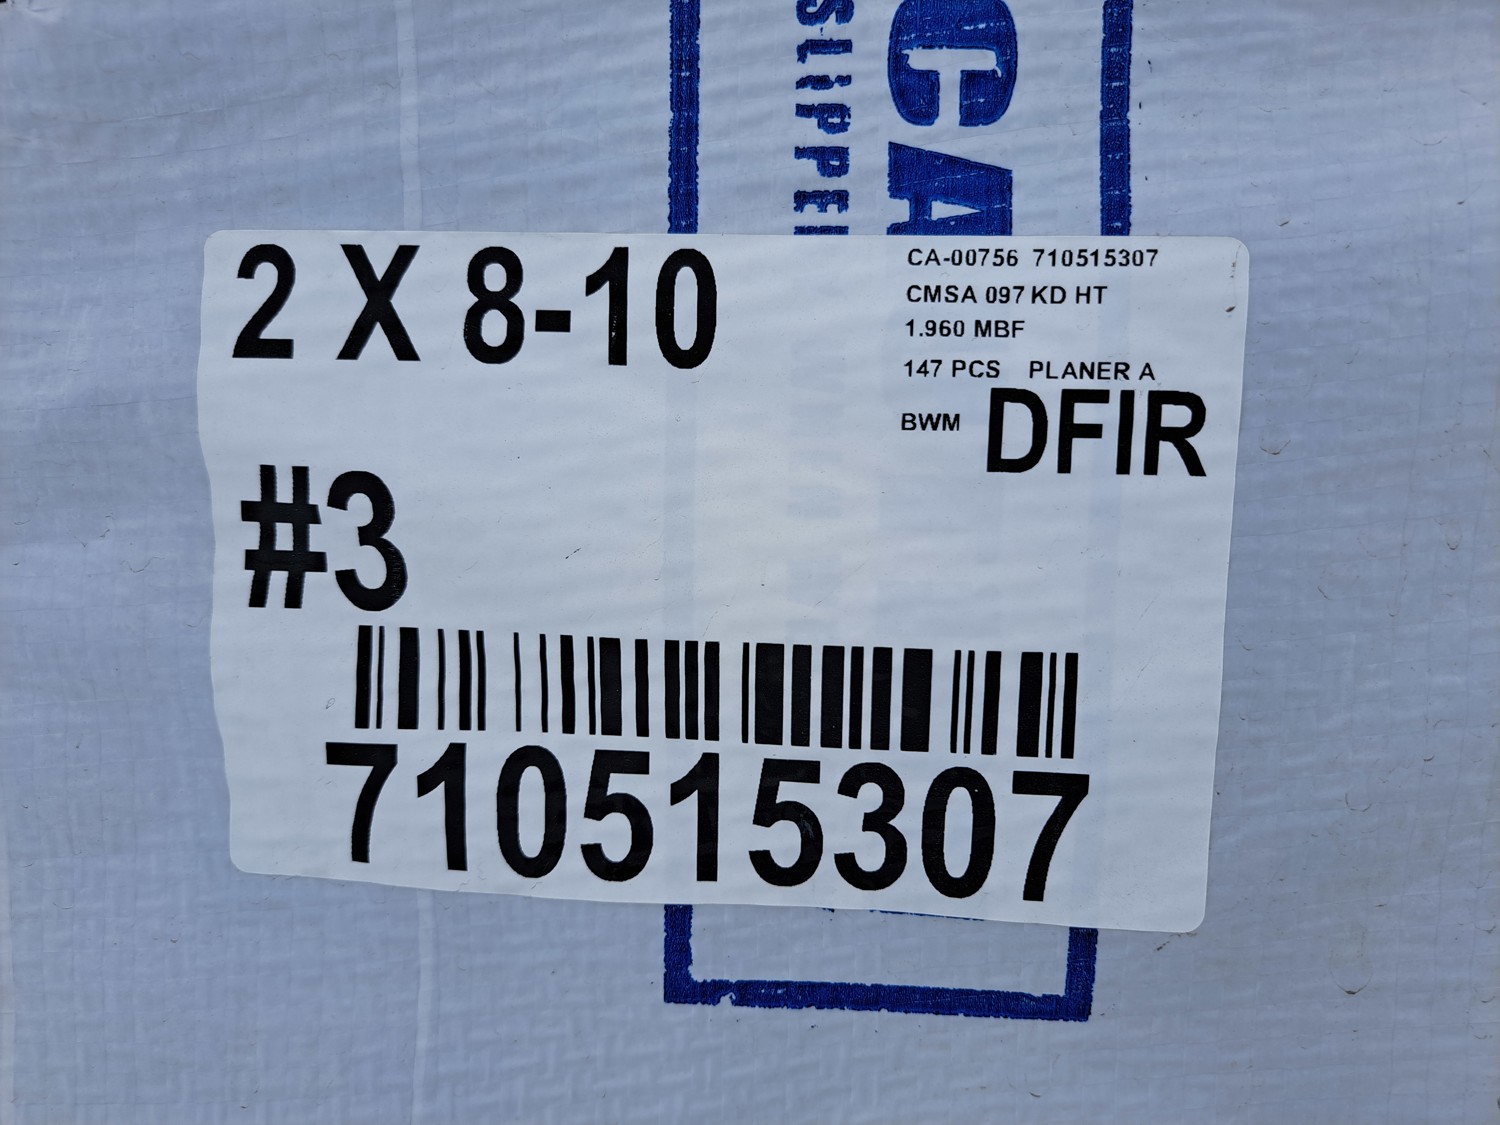 CA
2 X 8-10
CA-00756 710515307
CMSA 097 KD HT
1.960 MBF
147 PCS PLANER A
BWM DFIR
#3
710515307